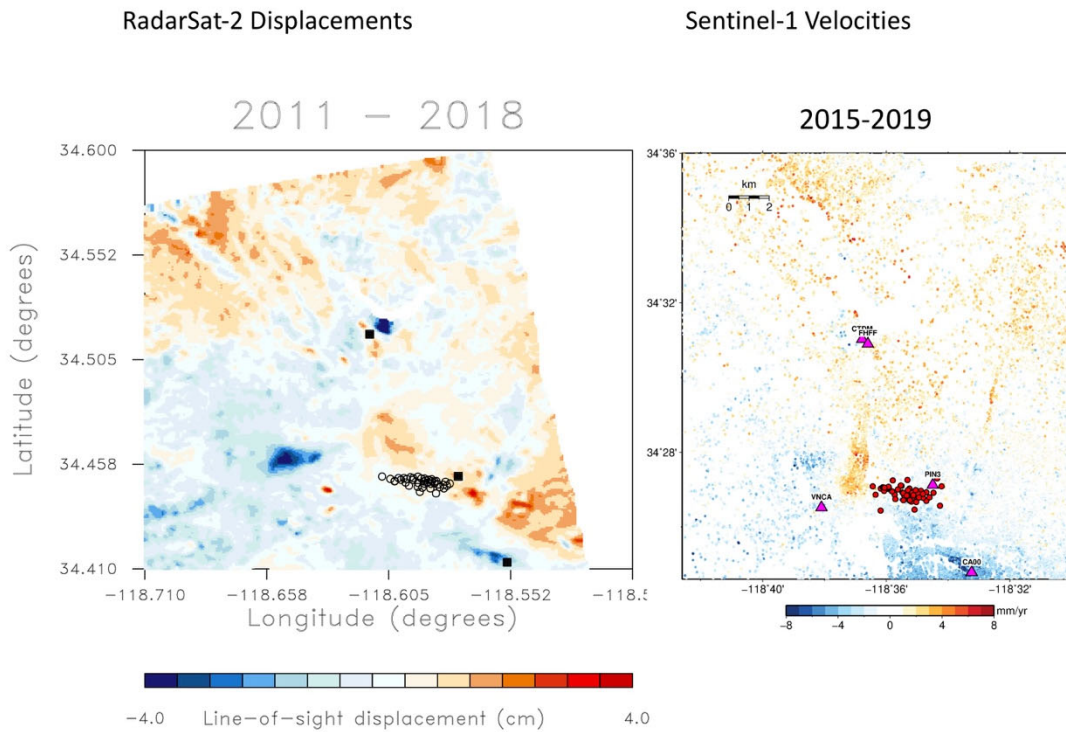 RadarSat-2 Displacements
Sentinel-1 Velocities
2011 – 2018
2015-2019
34.600
34.552
34.505
34.458
34.410
Latitude (degrees)
-118.710
-118.658
-118.605
-118.552
-118.5
Longitude (degrees)
-4.0
Line-of-sight displacement (cm)
4.0
34°36'
34°32'
34°28'
km
0 1 2
CTDM
FHFF
PIN3
VNCA
CA00
-118°40'
-118°36'
-118°32'
-8
-4
0
4
8
mm/yr